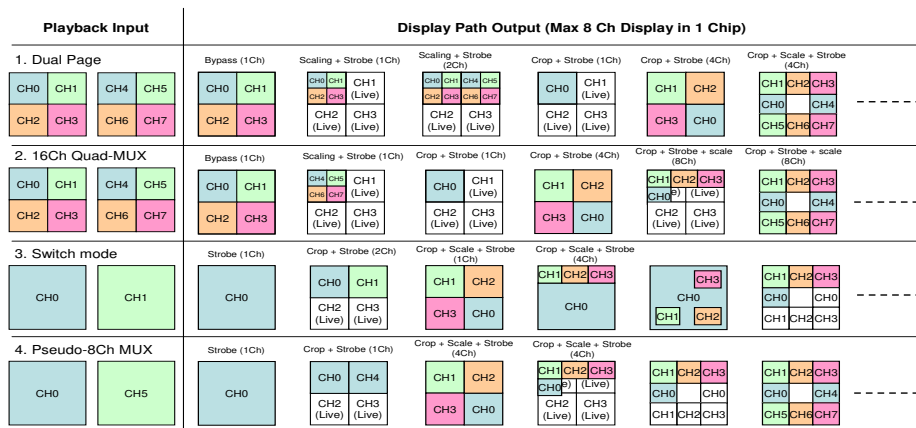 Playback Input
Display Path Output (Max 8 Ch Display in 1 Chip)
1. Dual Page
Bypass (1Ch)
Scaling + Strobe (1Ch)
Scaling + Strobe
(2Ch)
Crop + Strobe (1Ch)
Crop + Strobe (4Ch)
Crop + Scale + Strobe
(4Ch)
CH0 CH1 CH4 CH5
CH2 CH3 CH6 CH7
CH0 CH1
CH2 CH3
CH0 CH1 CH1
CH2 CH3 (Live)
CH2 CH3
(Live) (Live)
CH0 CH1 CH4 CH5
CH2 CH3 CH6 CH7
CH2 CH3
(Live) (Live)
CH0 CH1
(Live)
CH2 CH3
(Live) (Live)
CH1 CH2
CH3 CH0
CH1 CH2 CH3
CH0 CH4
CH5 CH6 CH7
2. 16Ch Quad-MUX
Bypass (1Ch)
Scaling + Strobe (1Ch)
Crop + Strobe (1Ch)
Crop + Strobe (4Ch)
Crop + Strobe + scale
(8Ch)
Crop + Strobe + scale
(8Ch)
CH0 CH1 CH4 CH5
CH2 CH3 CH6 CH7
CH0 CH1
CH2 CH3
CH4 CH5 CH1
CH6 CH7 (Live)
CH2 CH3
(Live) (Live)
CH0 CH1
(Live)
CH2 CH3
(Live) (Live)
CH1 CH2
CH3 CH0
CH1 CH2 CH3
CH0 e) (Live)
CH2 CH3
(Live) (Live)
CH1 CH2 CH3
CH0 CH4
CH5 CH6 CH7
3. Switch mode
Strobe (1Ch)
Crop + Strobe (2Ch)
Crop + Scale + Strobe
(1Ch)
Crop + Scale + Strobe
(4Ch)
CH0 CH1
CH0
CH0 CH1
CH2 CH3
(Live) (Live)
CH1 CH2
CH3 CH0
CH1 CH2 CH3
CH0
CH3
CH0
CH1 CH2
CH1 CH2 CH3
CH0 CH0
CH1 CH2 CH3
4. Pseudo-8Ch MUX
Strobe (1Ch)
Crop + Strobe (1Ch)
Crop + Scale + Strobe
(4Ch)
Crop + Scale + Strobe
(4Ch)
CH0 CH5
CH0
CH0 CH4
CH2 CH3
(Live) (Live)
CH1 CH2
CH3 CH0
CH1 CH2 CH3
CH0 e) (Live)
CH2 CH3
(Live) (Live)
CH1 CH2 CH3
CH0 CH0
CH1 CH2 CH3
CH1 CH2 CH3
CH0 CH4
CH5 CH6 CH7